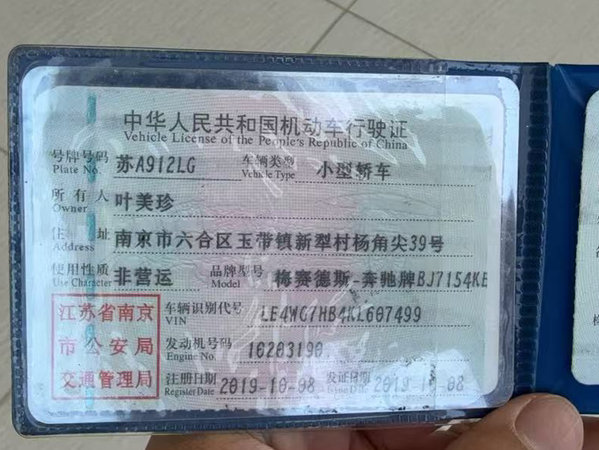 中华人民共和国机动车行驶证
Vehicle License of the People's Republic of China
号牌号码 苏A912LG 车辆类型 小型轿车
Plate No. Vehicle Type
所有人 叶美珍
Owner
住址 南京市六合区玉带镇新犁村杨角尖39号
Address
使用性质 非营运 品牌型号 梅赛德斯-奔驰牌BJ7154KE
Use Character Model
江苏省南京
市公安局
交通管理局
车辆识别代号 LE4WG7HB4KL607499
VIN
发动机号码 16283190
Engine No.
注册日期 2019-10-08 发证日期 2019-10-08
Register Date Issue Date